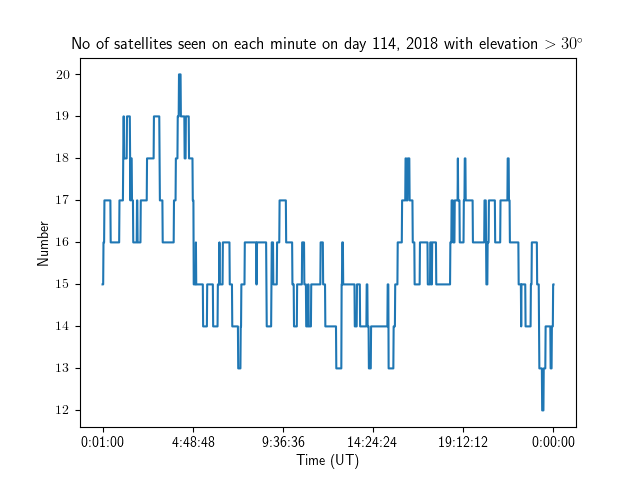 No of satellites seen on each minute on day 114, 2018 with elevation > 30°
20
19
18
17
16
15
14
13
12
Number
0:01:00 4:48:48 9:36:36 14:24:24 19:12:12 0:00:00
Time (UT)